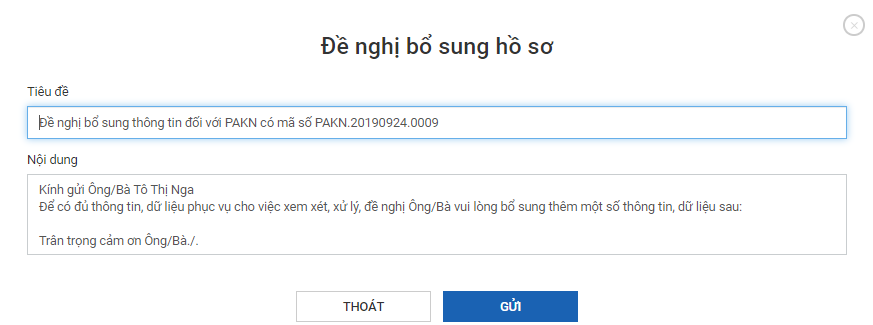 Đề nghị bổ sung hồ sơ
Tiêu đề
Đề nghị bổ sung thông tin đối với PAKN có mã số PAKN.20190924.0009
Nội dung
Kính gửi Ông/Bà Tô Thị Nga
Để có đủ thông tin, dữ liệu phục vụ cho việc xem xét, xử lý, đề nghị Ông/Bà vui lòng bổ sung thêm một số thông tin, dữ liệu sau:
Trân trọng cảm ơn Ông/Bà./.
THOÁT
GỬI